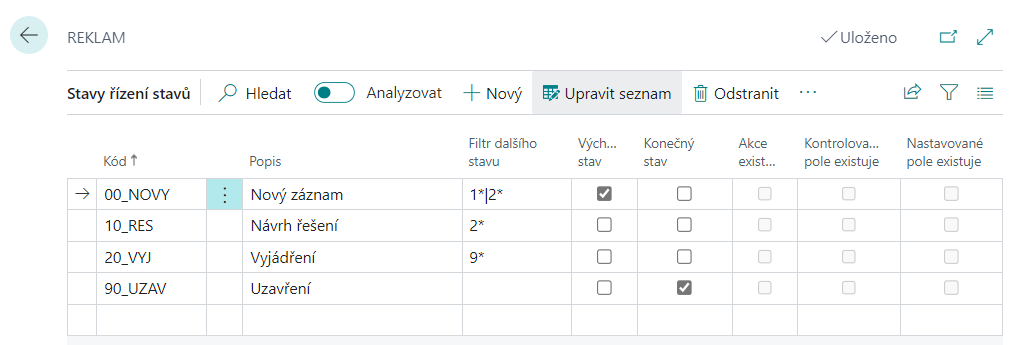 REKLAM
Uloženo
Stavy řízení stavů
Hledat
Analyzovat
Nový
Upravit seznam
Odstranit
Kód
Popis
Filtr dalšího
stavu
Vých...
stav
Konečný
stav
Akce
exist...
Kontrolova...
pole existuje
Nastavované
pole existuje
00_NOVY
Nový záznam
1*|2*
10_RES
Návrh řešení
2*
20_VYJ
Vyjádření
9*
90_UZAV
Uzavření